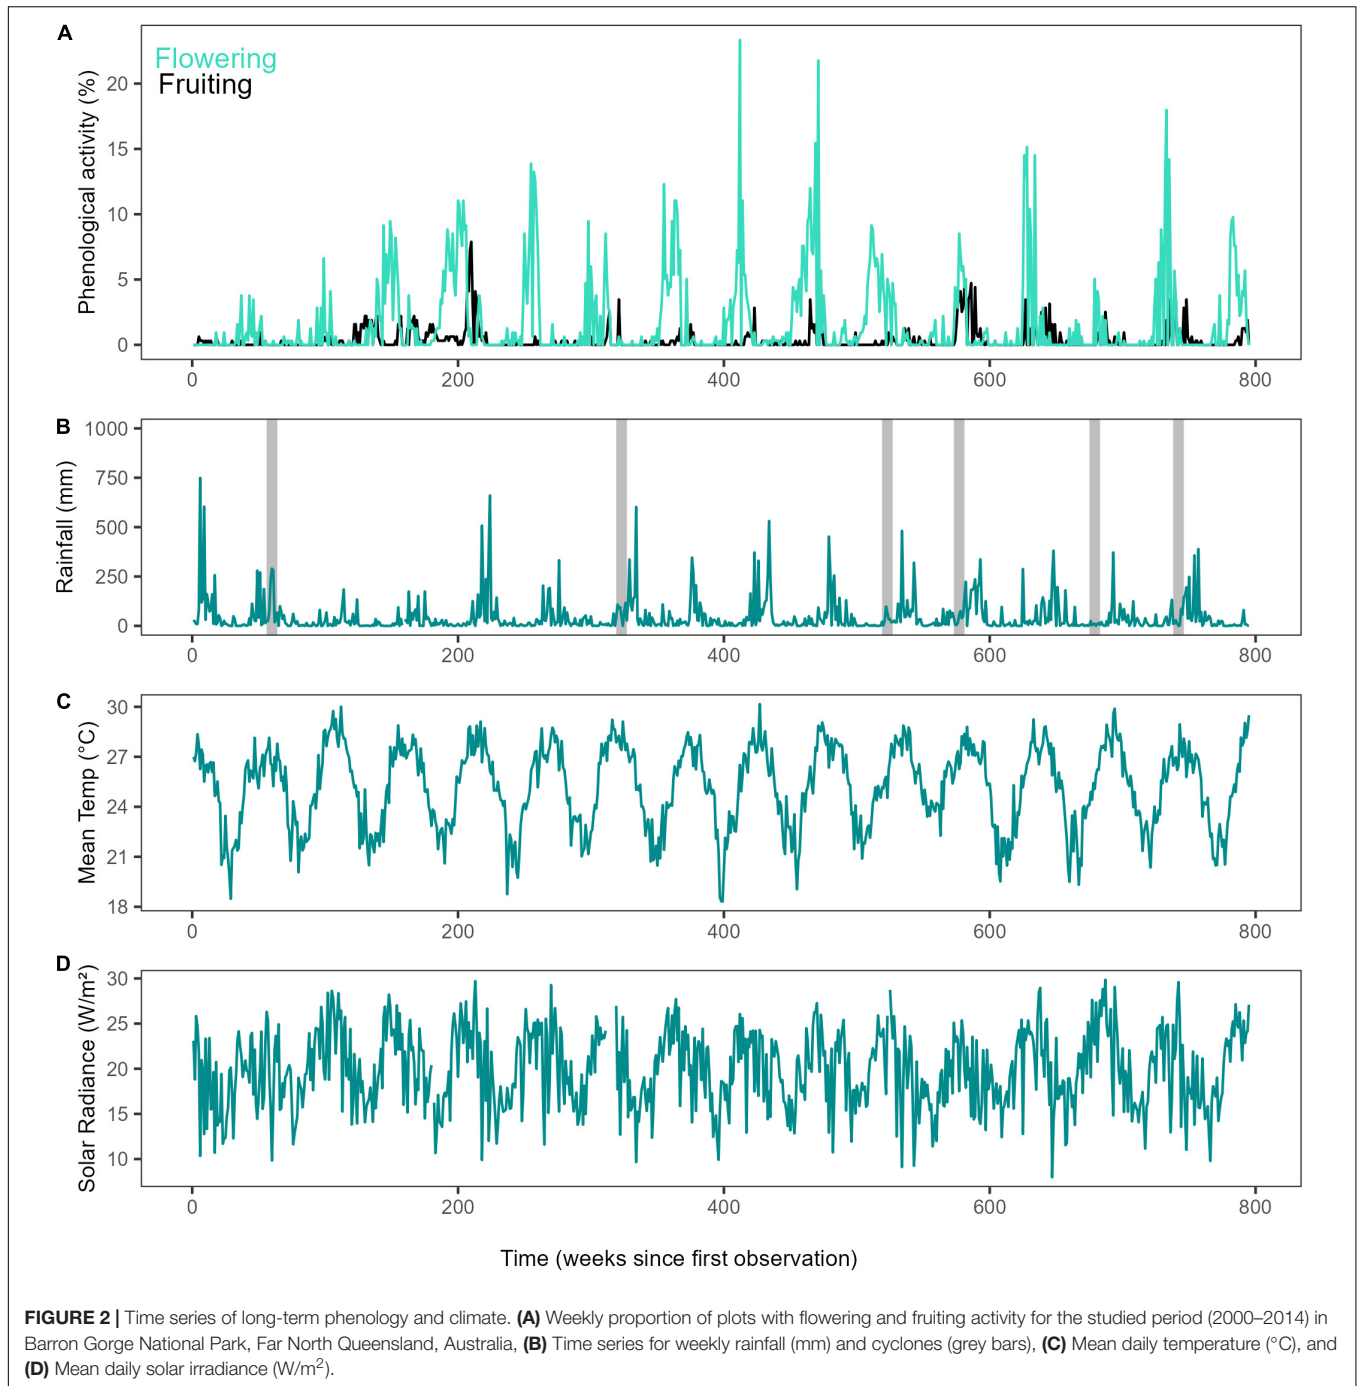 A
Flowering
Fruiting
Phenological activity (%)
20
15
10
5
0
0 200 400 600 800
B
Rainfall (mm)
1000
750
500
250
0
0 200 400 600 800
C
Mean Temp (°C)
30
27
24
21
18
0 200 400 600 800
D
Solar Radiance (W/m²)
30
25
20
15
10
0 200 400 600 800
Time (weeks since first observation)
FIGURE 2 | Time series of long-term phenology and climate. (A) Weekly proportion of plots with flowering and fruiting activity for the studied period (2000–2014) in
Barron Gorge National Park, Far North Queensland, Australia, (B) Time series for weekly rainfall (mm) and cyclones (grey bars), (C) Mean daily temperature (°C), and
(D) Mean daily solar irradiance (W/m²).